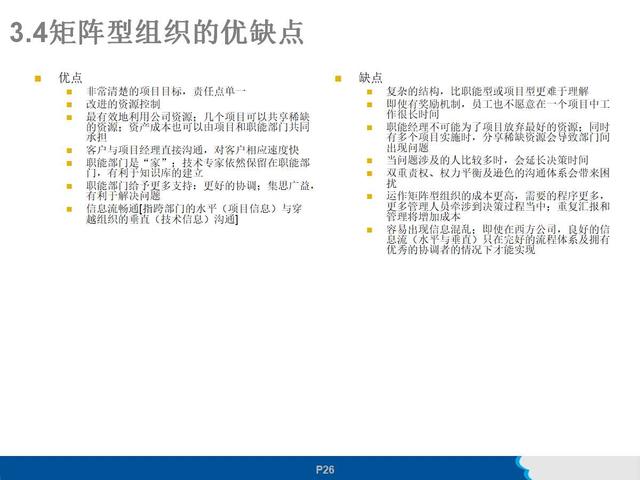 3.4矩阵型组织的优缺点
优点
非常清楚的项目目标，责任点单一
改进的资源控制
最有效地利用公司资源；几个项目可以共享稀缺
的资源；资产成本也可以由项目和职能部门共同
承担
客户与项目经理直接沟通，对客户相应速度快
职能部门是“家”；技术专家依然保留在职能部
门，有利于知识库的建立
职能部门给予更多支持：更好的协调；集思广益，
有利于解决问题
信息流畅通[指跨部门的水平（项目信息）与穿
越组织的垂直（技术信息）沟通]
缺点
复杂的结构，比职能型或项目型更难于理解
即使有奖励机制，员工也不愿意在一个项目中工
作很长时间
职能经理不可能为了项目放弃最好的资源；同时
有多个项目实施时，分享稀缺资源会导致部门间
出现问题
当问题涉及的人比较多时，会延长决策时间
双重责权、权力平衡及逊色的沟通体系会带来困
扰
运作矩阵型组织的成本更高，需要的程序更多，
更多管理人员牵涉到决策过程当中；重复汇报和
管理将增加成本
容易出现信息混乱；即使在西方公司，良好的信
息流（水平与垂直）只在完好的流程体系及拥有
优秀的协调者的情况下才能实现
P26